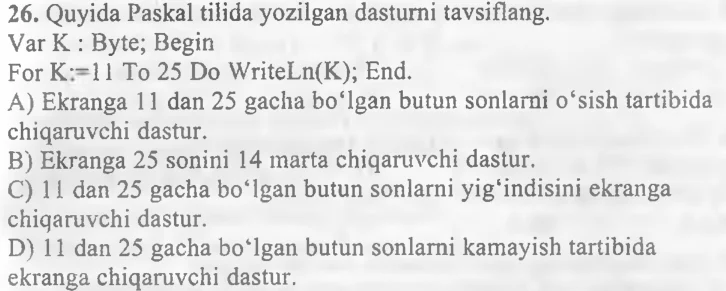 26. Quyida Paskal tilida yozilgan dasturni tavsiflang.
Var K : Byte; Begin
For K:=11 To 25 Do WriteLn(K); End.
A) Ekranga 11 dan 25 gacha bo‘lgan butun sonlarni o‘sish tartibida
chiqaruvchi dastur.
B) Ekranga 25 sonini 14 marta chiqaruvchi dastur.
C) 11 dan 25 gacha bo‘lgan butun sonlarni yig‘indisini ekranga
chiqaruvchi dastur.
D) 11 dan 25 gacha bo‘lgan butun sonlarni kamayish tartibida
ekranga chiqaruvchi dastur.